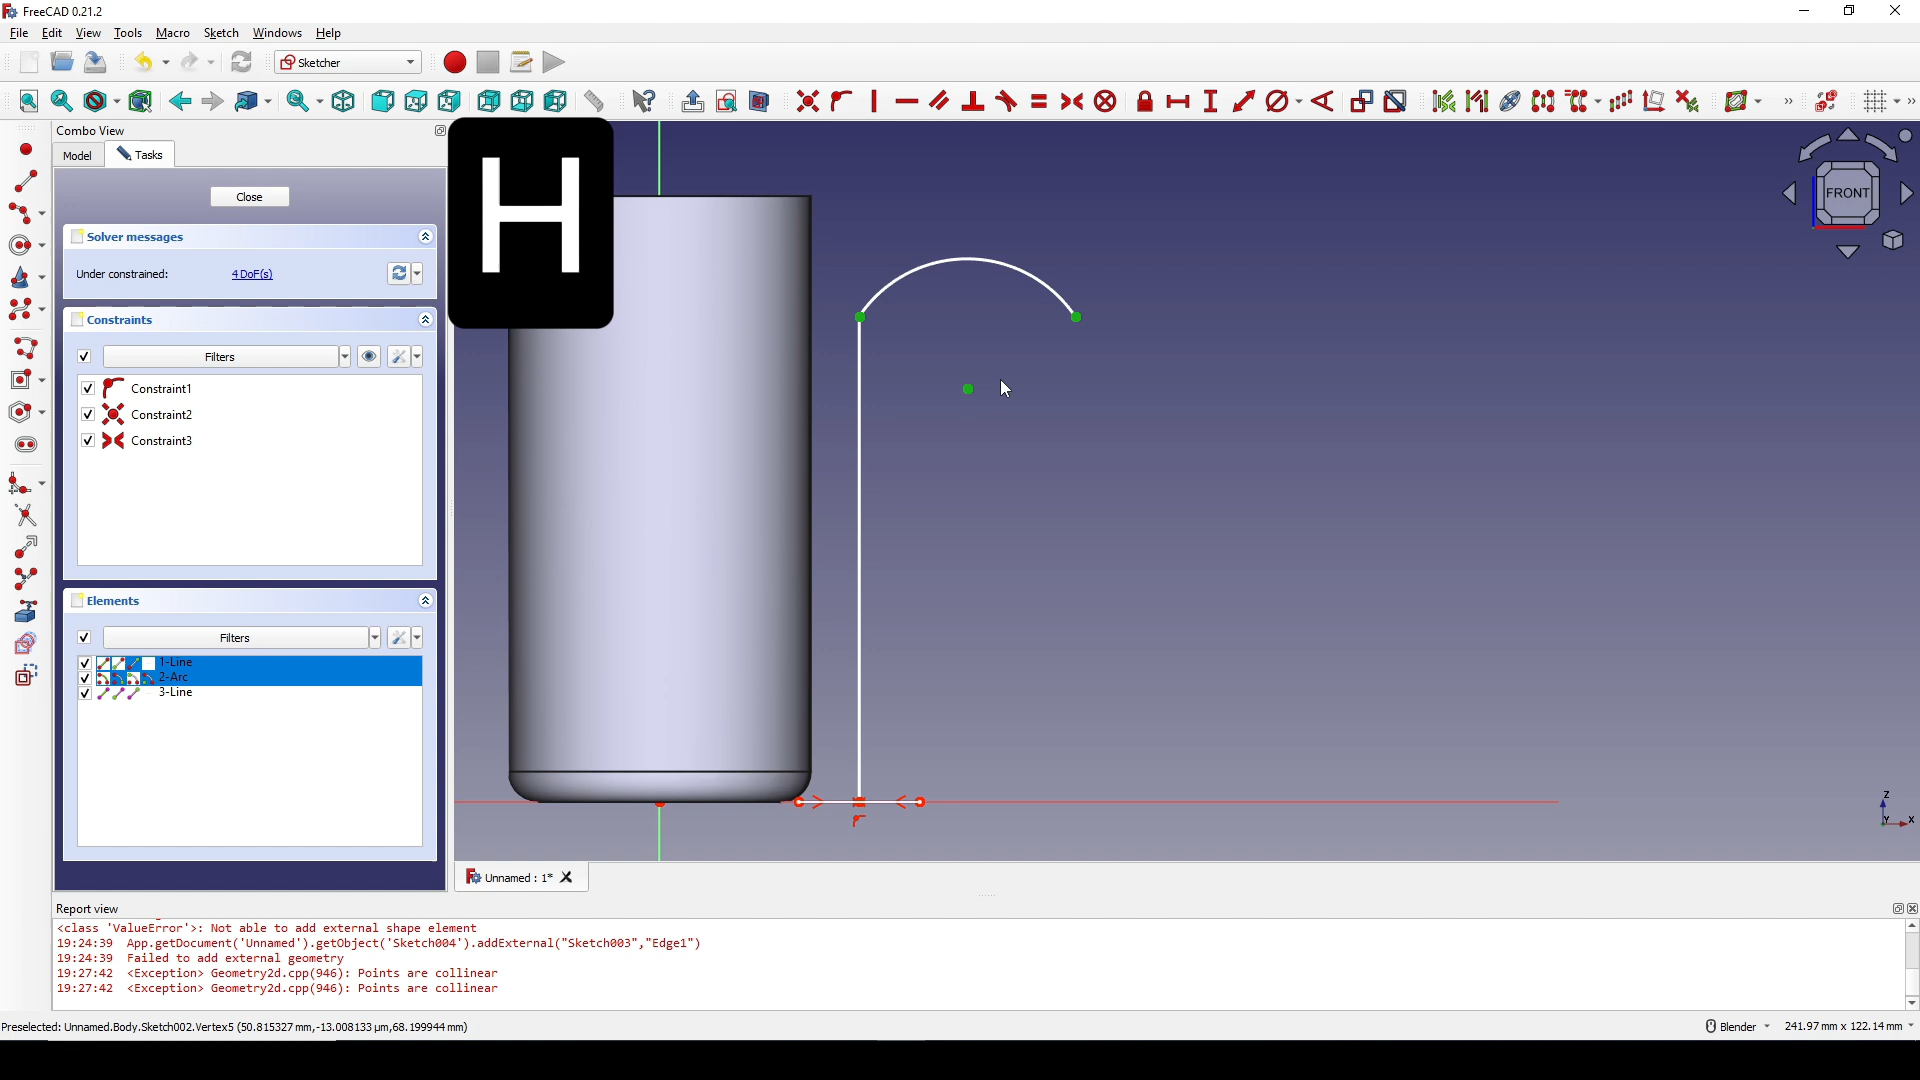 FreeCAD 0.21.2
File Edit View Tools Macro Sketch Windows Help
Sketcher
Combo View
Model Tasks
H
FRONT
Close
Solver messages
Under constrained: 4 DoF(s)
Constraints
Filters
Constraint1
Constraint2
Constraint3
Elements
Filters
1-Line
2-Arc
3-Line
Z
Y X
Unnamed : 1*
Report view
<class 'ValueError'>: Not able to add external shape element
19:24:39 App.getDocument('Unnamed').getObject('Sketch004').addExternal("Sketch003","Edge1")
19:24:39 Failed to add external geometry
19:27:42 <Exception> Geometry2d.cpp(946): Points are collinear
19:27:42 <Exception> Geometry2d.cpp(946): Points are collinear
Preselected: Unnamed.Body.Sketch002.Vertex5 (50.815327 mm,-13.008133 µm,68.199944 mm)
Blender 241.97 mm x 122.14 mm